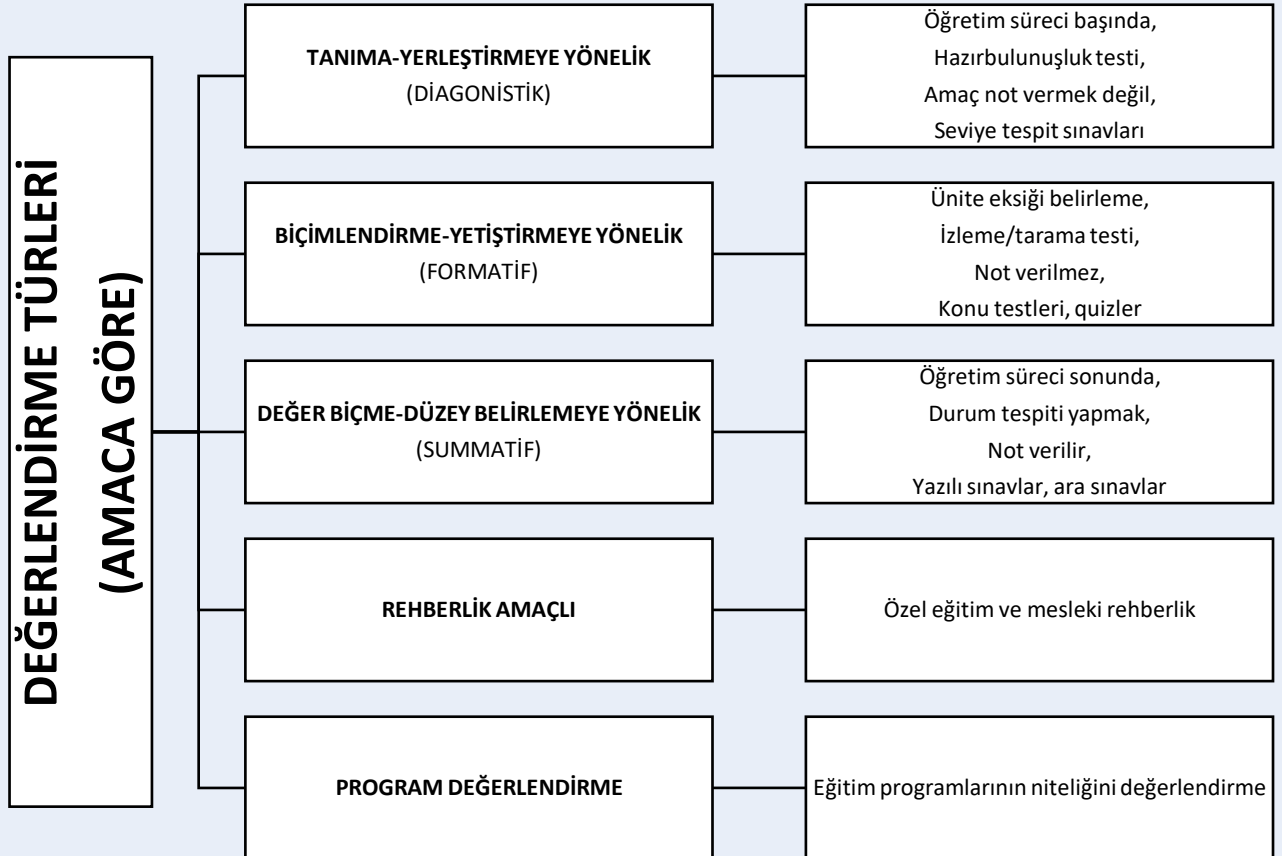 DEĞERLENDİRME TÜRLERİ
(AMACA GÖRE)
TANIMA-YERLEŞTİRMEYE YÖNELİK
(DİAGONİSTİK)
Öğretim süreci başında,
Hazırbulunuşluk testi,
Amaç not vermek değil,
Seviye tespit sınavları
BİÇİMLENDİRME-YETİŞTİRMEYE YÖNELİK
(FORMATİF)
Ünite eksiği belirleme,
İzleme/tarama testi,
Not verilmez,
Konu testleri, quizler
DEĞER BİÇME-DÜZEY BELİRLEMEYE YÖNELİK
(SUMMATİF)
Öğretim süreci sonunda,
Durum tespiti yapmak,
Not verilir,
Yazılı sınavlar, ara sınavlar
REHBERLİK AMAÇLI
Özel eğitim ve mesleki rehberlik
PROGRAM DEĞERLENDİRME
Eğitim programlarının niteliğini değerlendirme